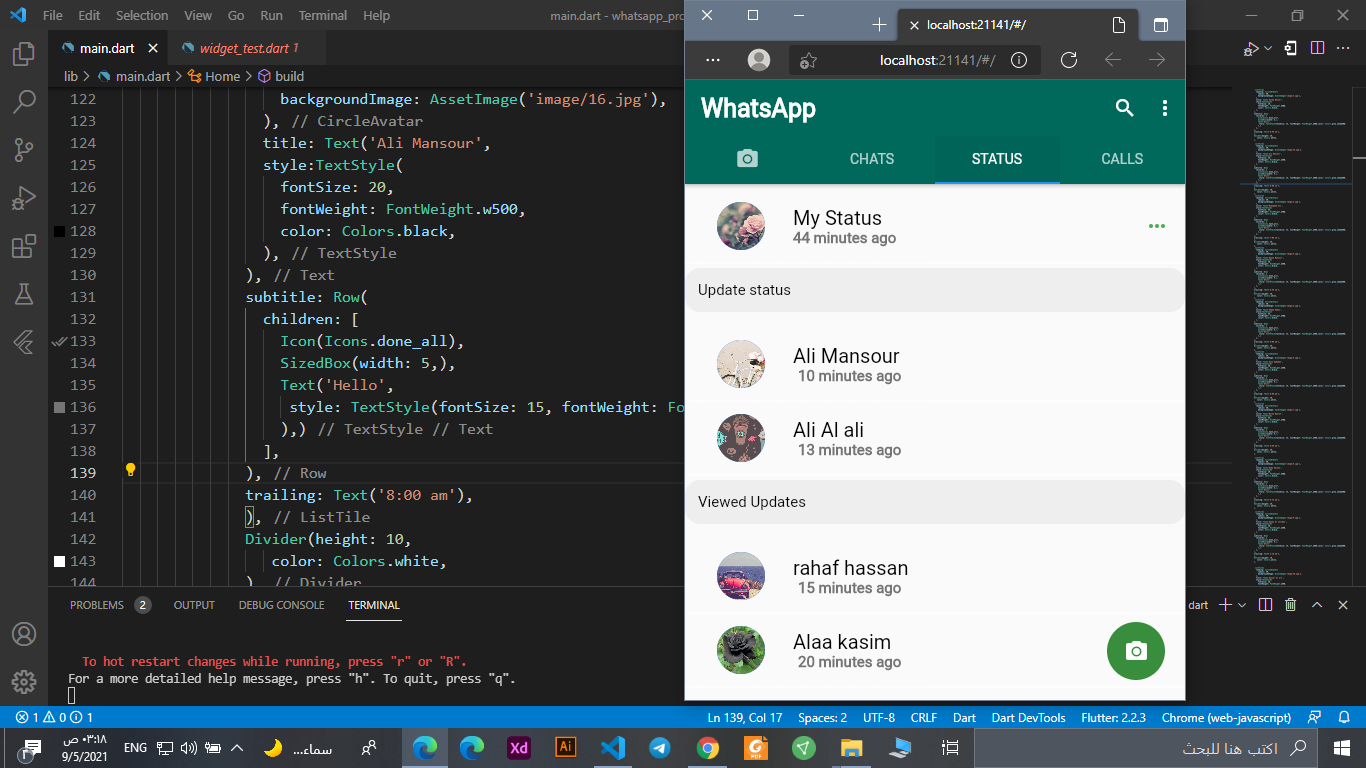 File Edit Selection View Go Run Terminal Help
main.dart - whatsapp_pro
main.dart
widget_test.dart 1
lib > main.dart > Home > build
122 backgroundImage: AssetImage('image/16.jpg'),
123 ), // CircleAvatar
124 title: Text('Ali Mansour',
125 style:TextStyle(
126 fontSize: 20,
127 fontWeight: FontWeight.w500,
128 color: Colors.black,
129 ), // TextStyle
130 ), // Text
131 subtitle: Row(
132 children: [
133 Icon(Icons.done_all),
134 SizedBox(width: 5,),
135 Text('Hello',
136 style: TextStyle(fontSize: 15, fontWeight: Fo
137 ),) // TextStyle // Text
138 ],
139 ), // Row
140 trailing: Text('8:00 am'),
141 ), // ListTile
142 Divider(height: 10,
143 color: Colors.white,
144 ), // Divider
PROBLEMS 2 OUTPUT DEBUG CONSOLE TERMINAL
dart
To hot restart changes while running, press "r" or "R".
For a more detailed help message, press "h". To quit, press "q".
1 0 1
Ln 139, Col 17 Spaces: 2 UTF-8 CRLF Dart Dart DevTools Flutter: 2.2.3 Chrome (web-javascript)
localhost:21141/#/
localhost:21141/#/
WhatsApp
CHATS STATUS CALLS
My Status
44 minutes ago
Update status
Ali Mansour
10 minutes ago
Ali Al ali
13 minutes ago
Viewed Updates
rahaf hassan
15 minutes ago
Alaa kasim
20 minutes ago
٠٣:١٨ ص
9/5/2021
ENG
سماء...
Xd
Ai
PDF
اكتب هنا للبحث